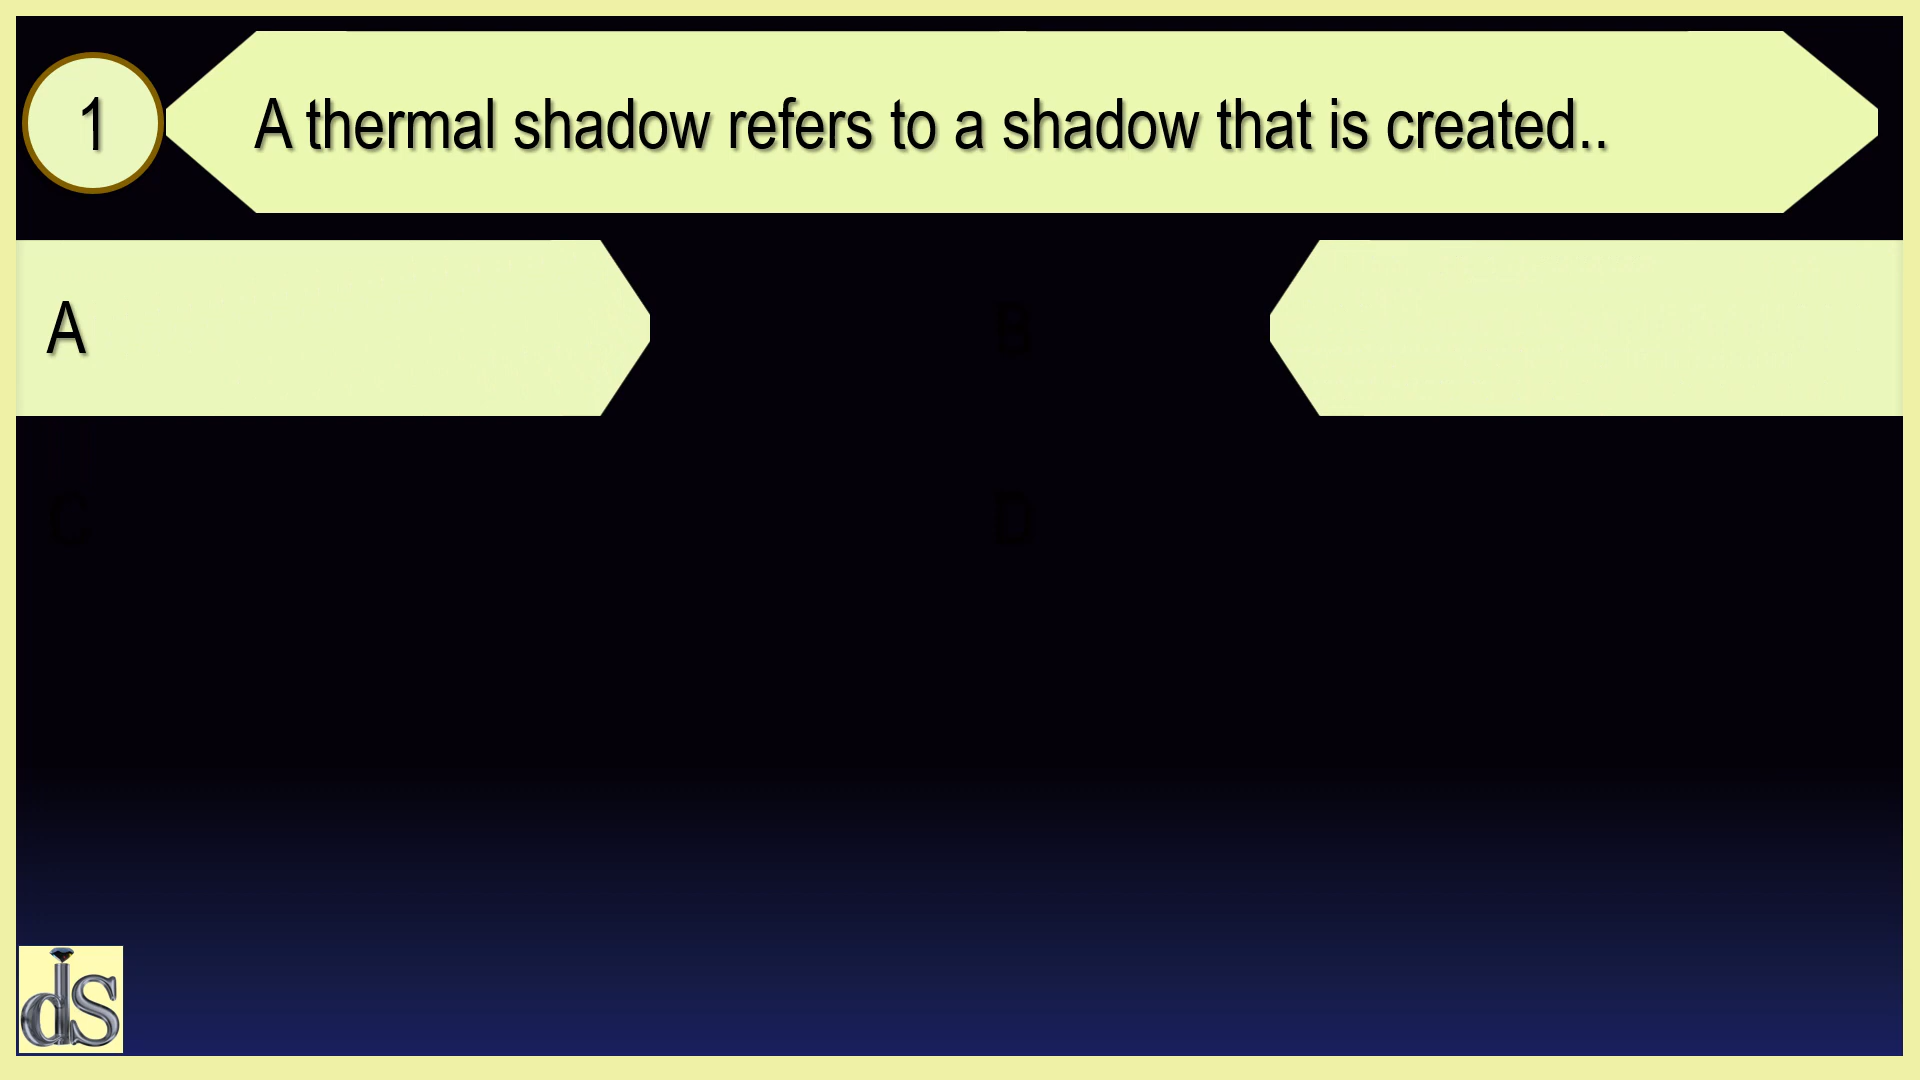 1
A thermal shadow refers to a shadow that is created..
A
B
C
D
ds